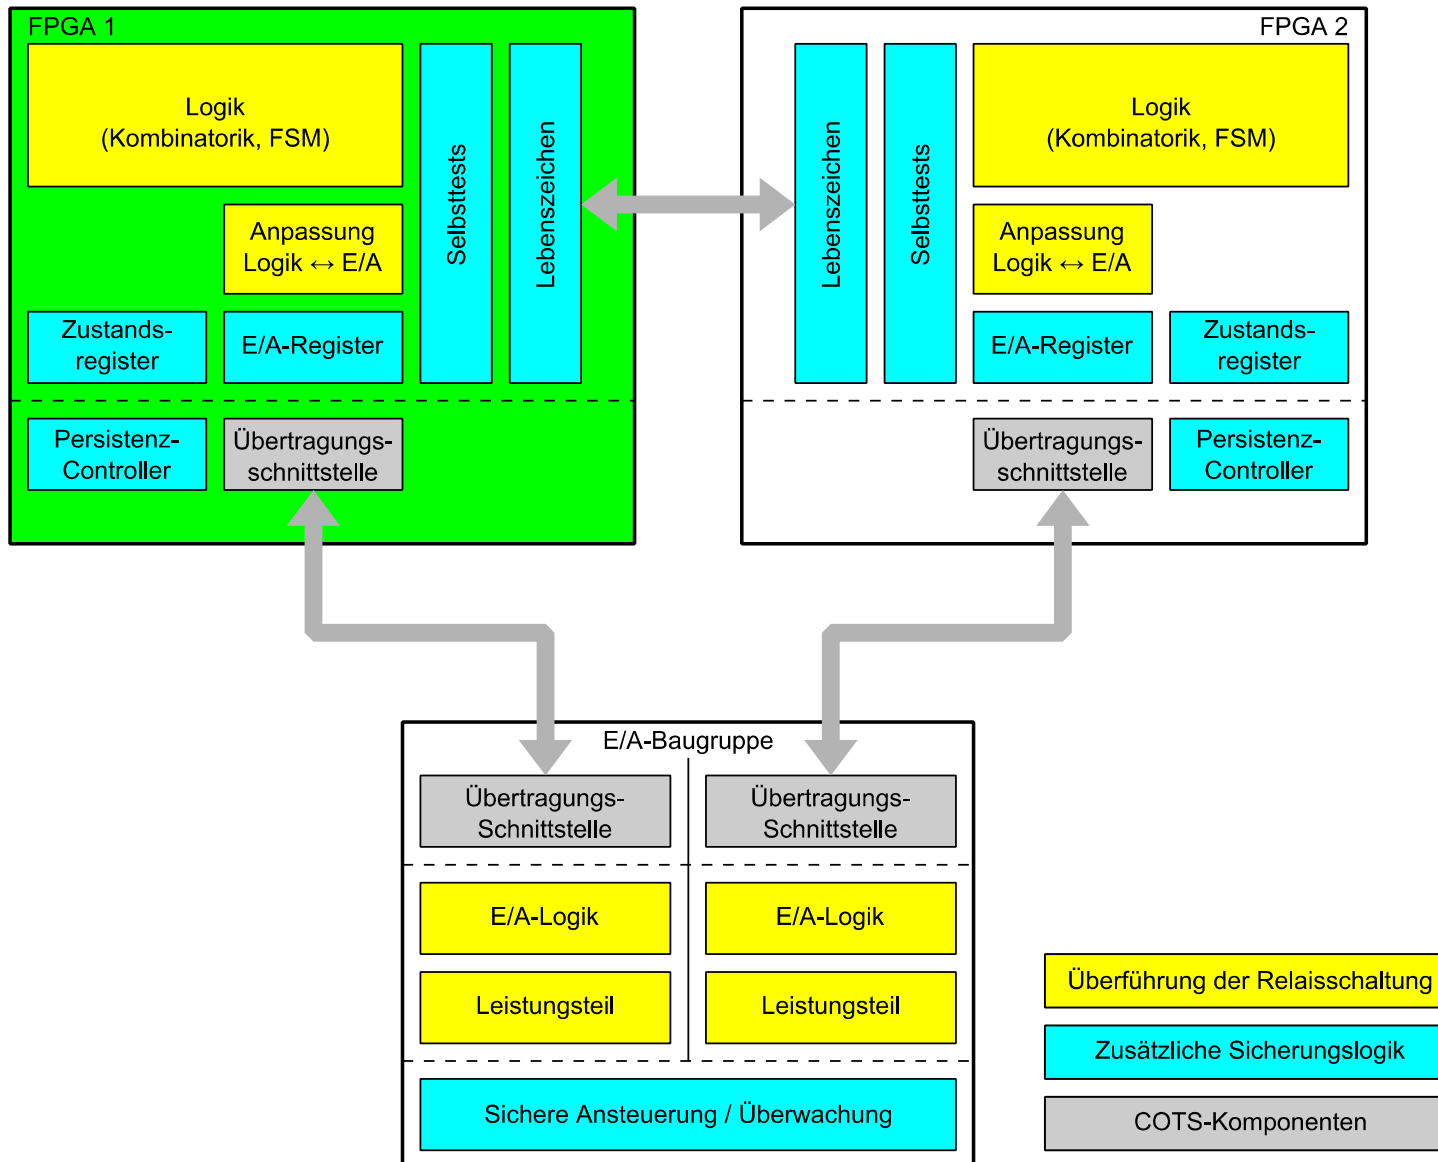 FPGA 1
Logik
(Kombinatorik, FSM)
Anpassung
Logik ↔ E/A
Zustands-
register
E/A-Register
Selbsttests
Lebenszeichen
Persistenz-
Controller
Übertragungs-
schnittstelle
FPGA 2
Lebenszeichen
Selbsttests
Logik
(Kombinatorik, FSM)
Anpassung
Logik ↔ E/A
E/A-Register
Zustands-
register
Übertragungs-
schnittstelle
Persistenz-
Controller
E/A-Baugruppe
Übertragungs-
Schnittstelle
Übertragungs-
Schnittstelle
E/A-Logik
E/A-Logik
Leistungsteil
Leistungsteil
Sichere Ansteuerung / Überwachung
Überführung der Relaisschaltung
Zusätzliche Sicherungslogik
COTS-Komponenten